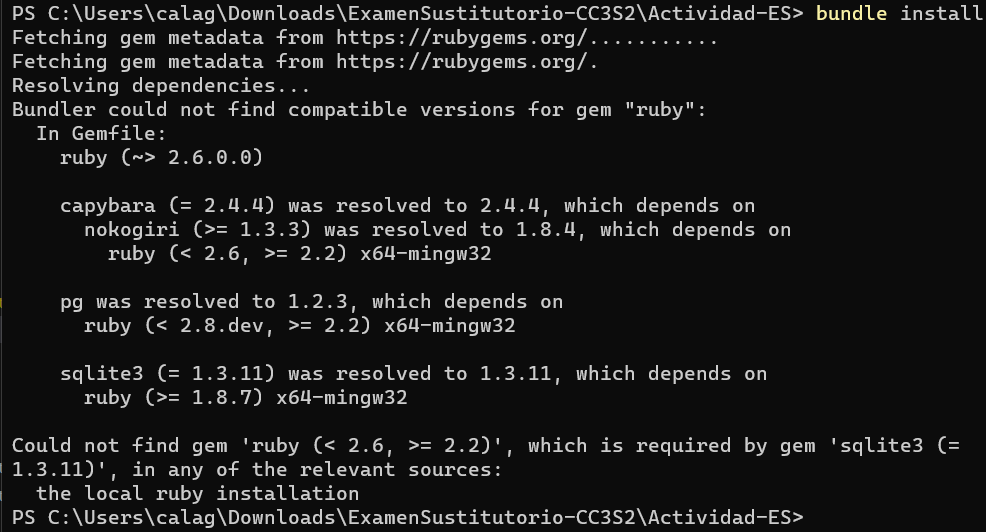 PS C:\Users\calag\Downloads\ExamenSustitutorio-CC3S2\Actividad-ES> bundle install
Fetching gem metadata from https://rubygems.org/...........
Fetching gem metadata from https://rubygems.org/.
Resolving dependencies...
Bundler could not find compatible versions for gem "ruby":
  In Gemfile:
    ruby (~> 2.6.0.0)

    capybara (= 2.4.4) was resolved to 2.4.4, which depends on
      nokogiri (>= 1.3.3) was resolved to 1.8.4, which depends on
        ruby (< 2.6, >= 2.2) x64-mingw32

    pg was resolved to 1.2.3, which depends on
      ruby (< 2.8.dev, >= 2.2) x64-mingw32

    sqlite3 (= 1.3.11) was resolved to 1.3.11, which depends on
      ruby (>= 1.8.7) x64-mingw32

Could not find gem 'ruby (< 2.6, >= 2.2)', which is required by gem 'sqlite3 (=
1.3.11)', in any of the relevant sources:
  the local ruby installation
PS C:\Users\calag\Downloads\ExamenSustitutorio-CC3S2\Actividad-ES>